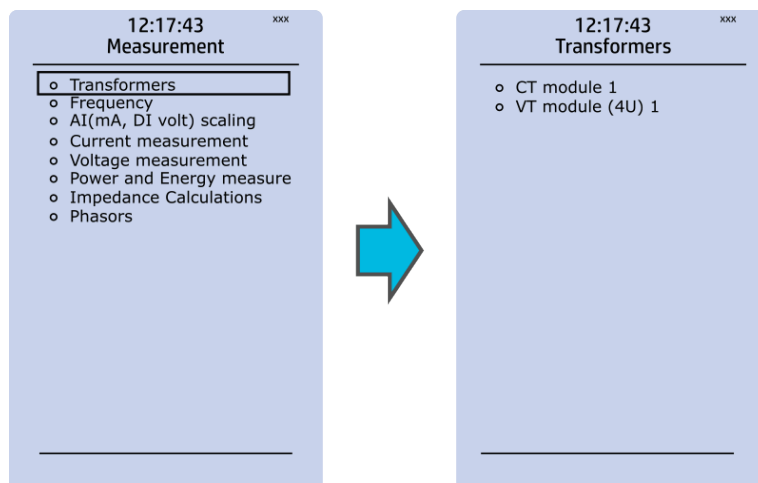 12:17:43
xxx
Measurement
Transformers
Frequency
AI(mA, DI volt) scaling
Current measurement
Voltage measurement
Power and Energy measure
Impedance Calculations
Phasors
12:17:43
xxx
Transformers
CT module 1
VT module (4U) 1